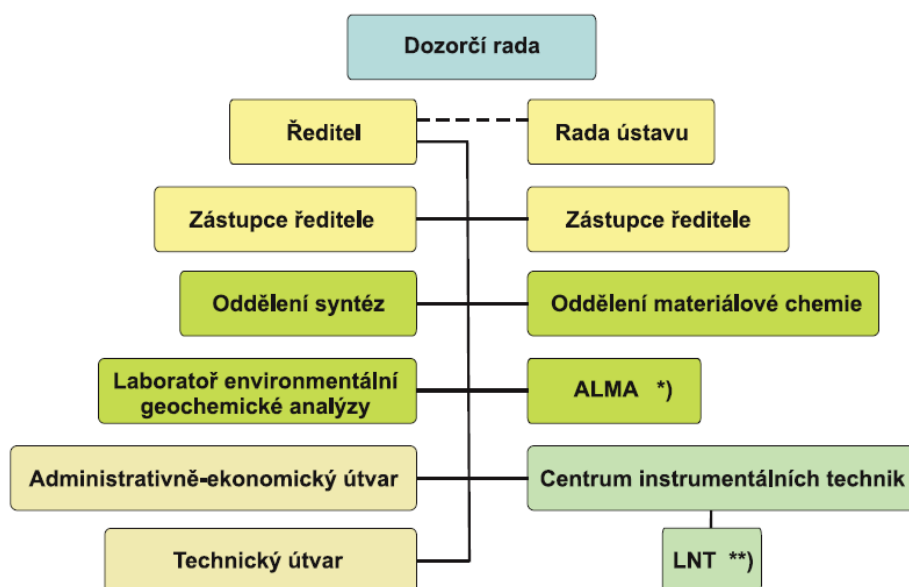 Dozorčí rada
Ředitel
Rada ústavu
Zástupce ředitele
Zástupce ředitele
Oddělení syntéz
Oddělení materiálové chemie
Laboratoř environmentální
geochemické analýzy
ALMA *)
Administrativně-ekonomický útvar
Centrum instrumentálních technik
Technický útvar
LNT **)